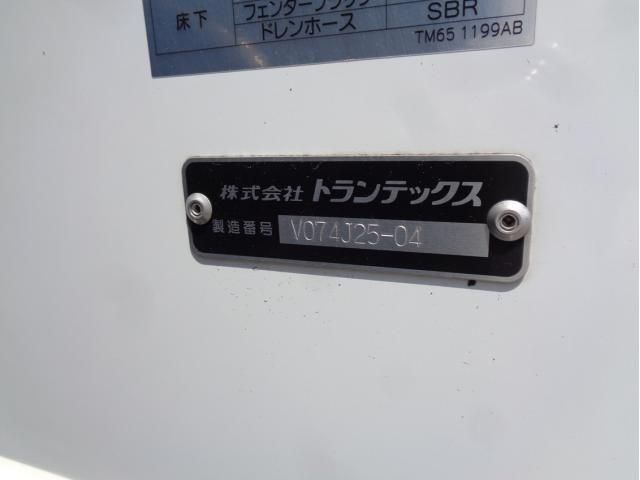 床下
フェンダーフラップ
ドレンホース
SBR
TM65 1199AB
株式会社 トランテックス
製造番号 V074J25-04